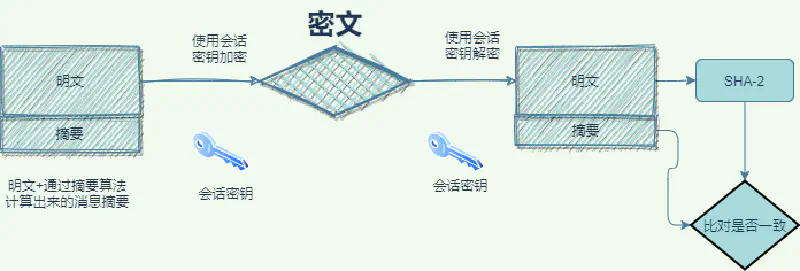 密文
使用会话
密钥加密
使用会话
密钥解密
明文
摘要
明文
摘要
SHA-2
会话密钥
会话密钥
明文+通过摘要算法
计算出来的消息摘要
比对是否一致